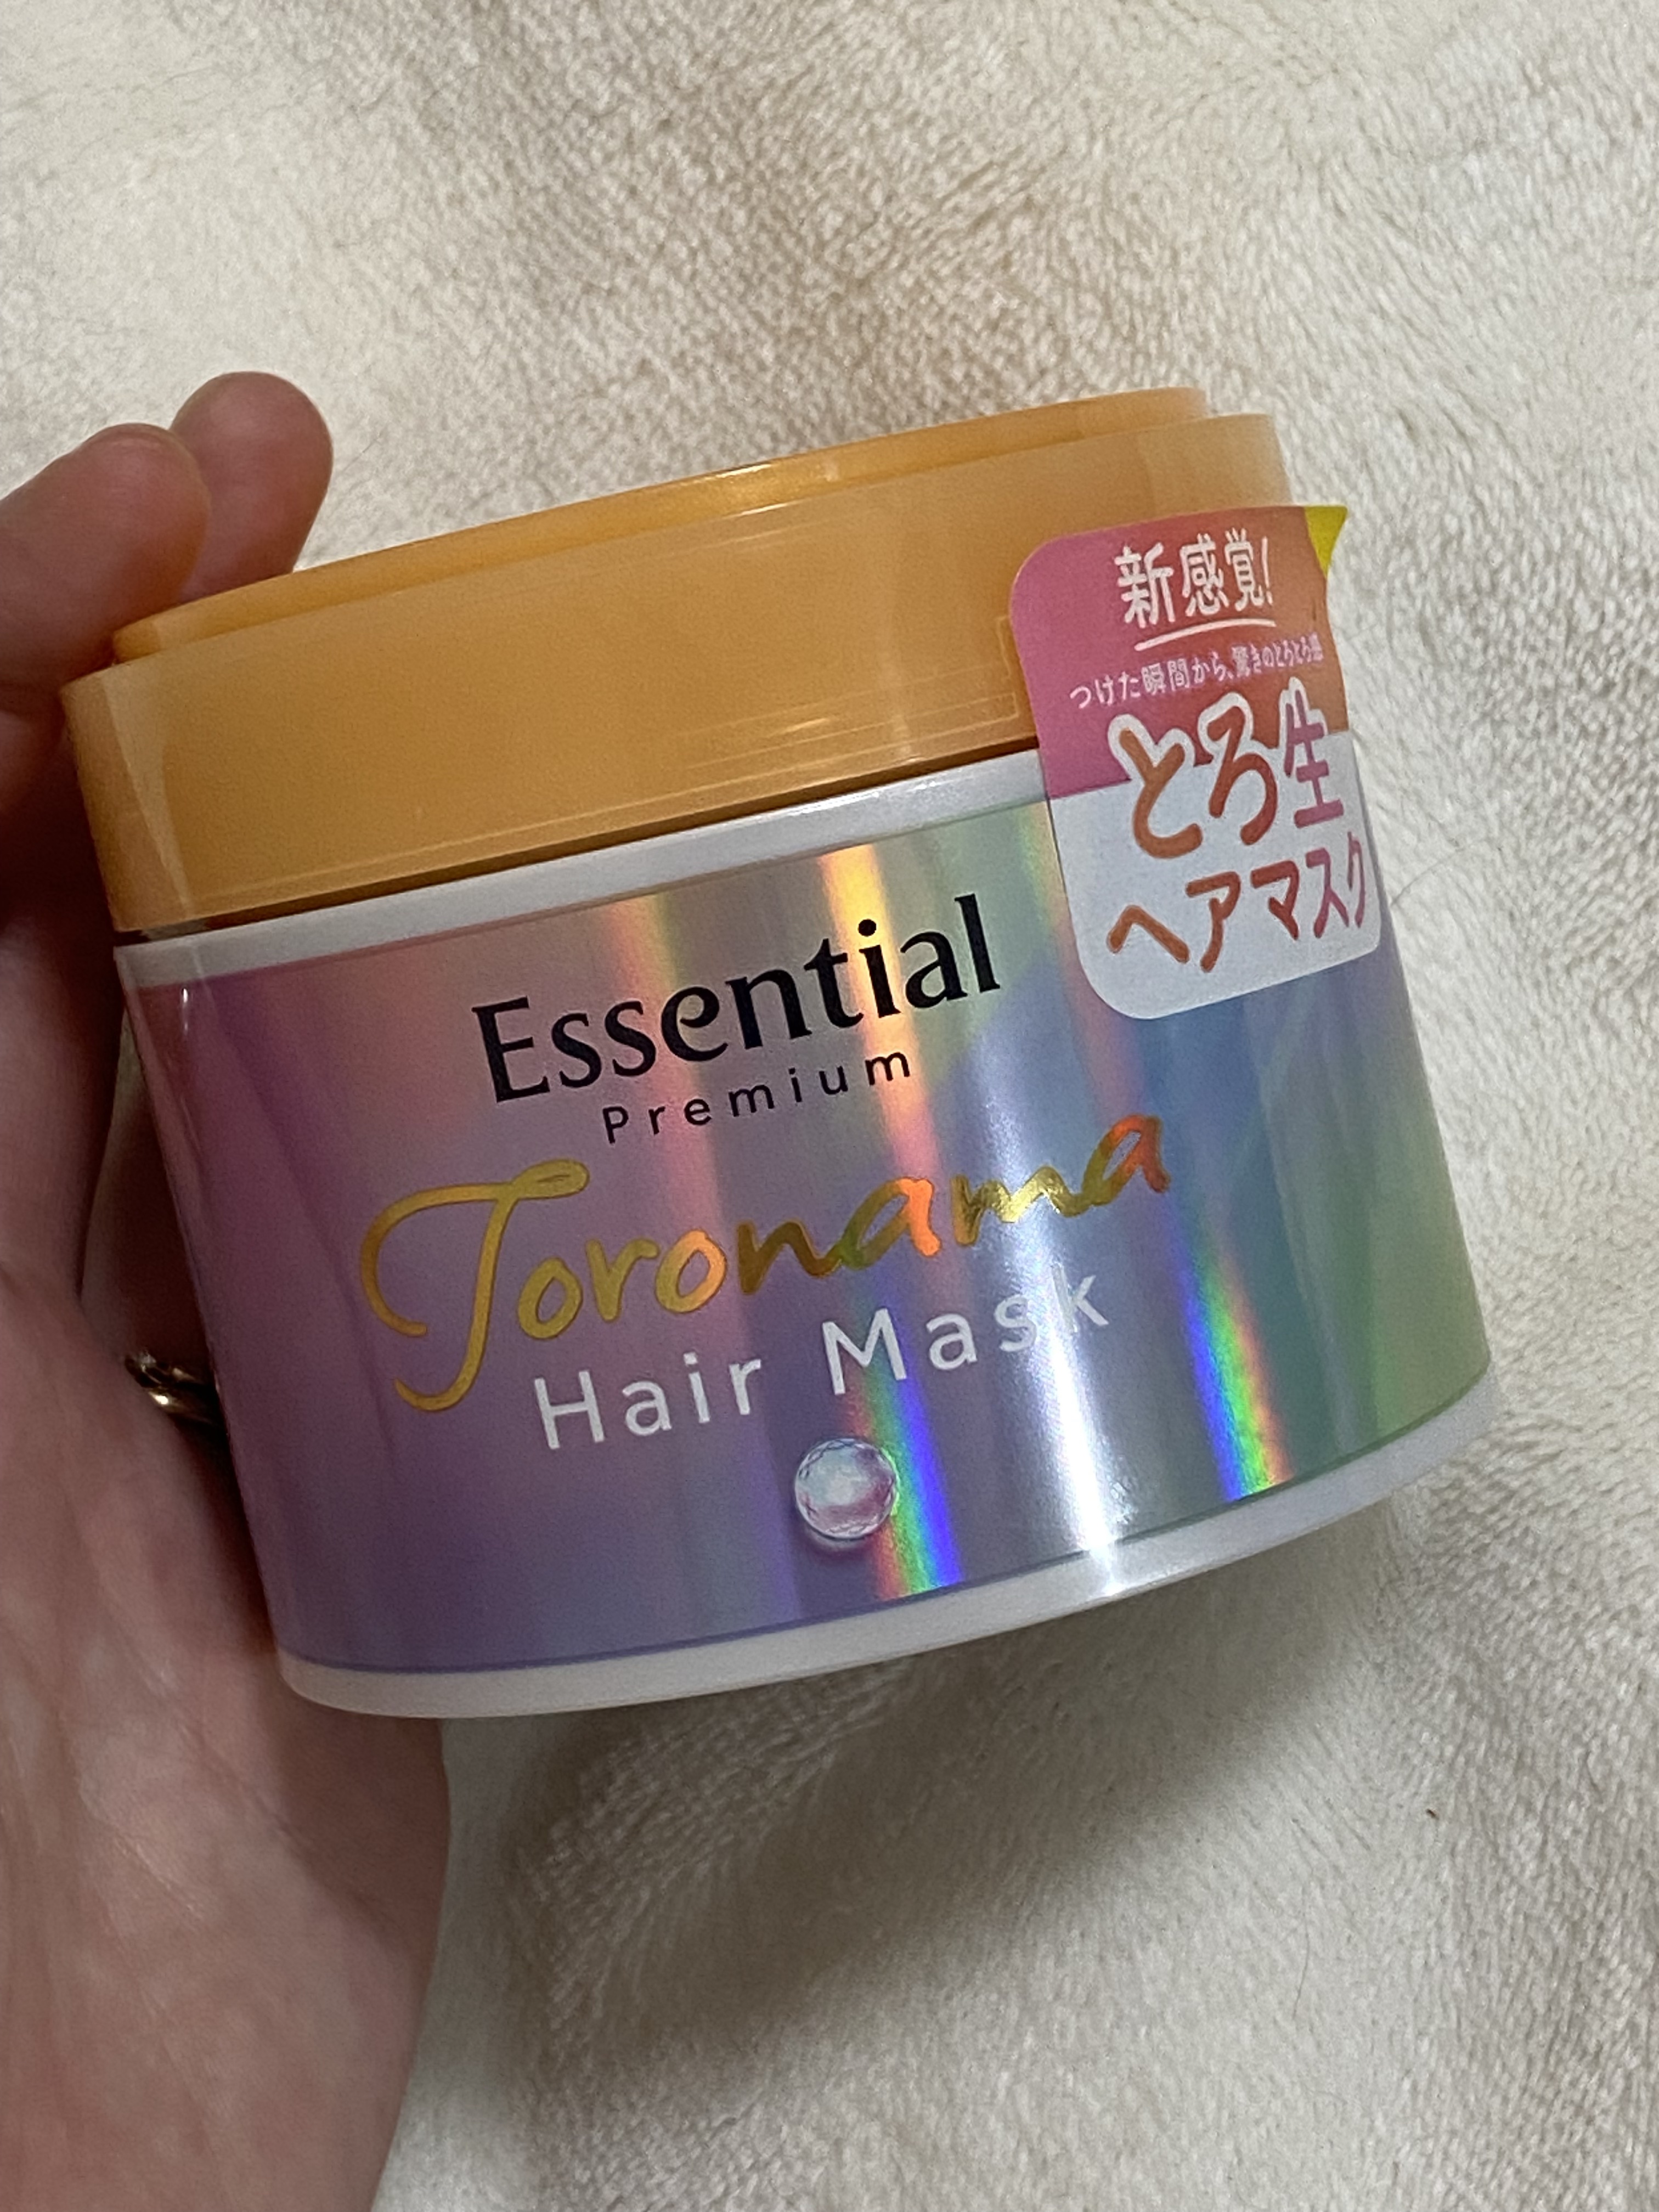 新感覚!
つけた瞬間から、驚きのとろとろ感
とろ生
ヘアマスク
Essential
Premium
Toronama
Hair Mask